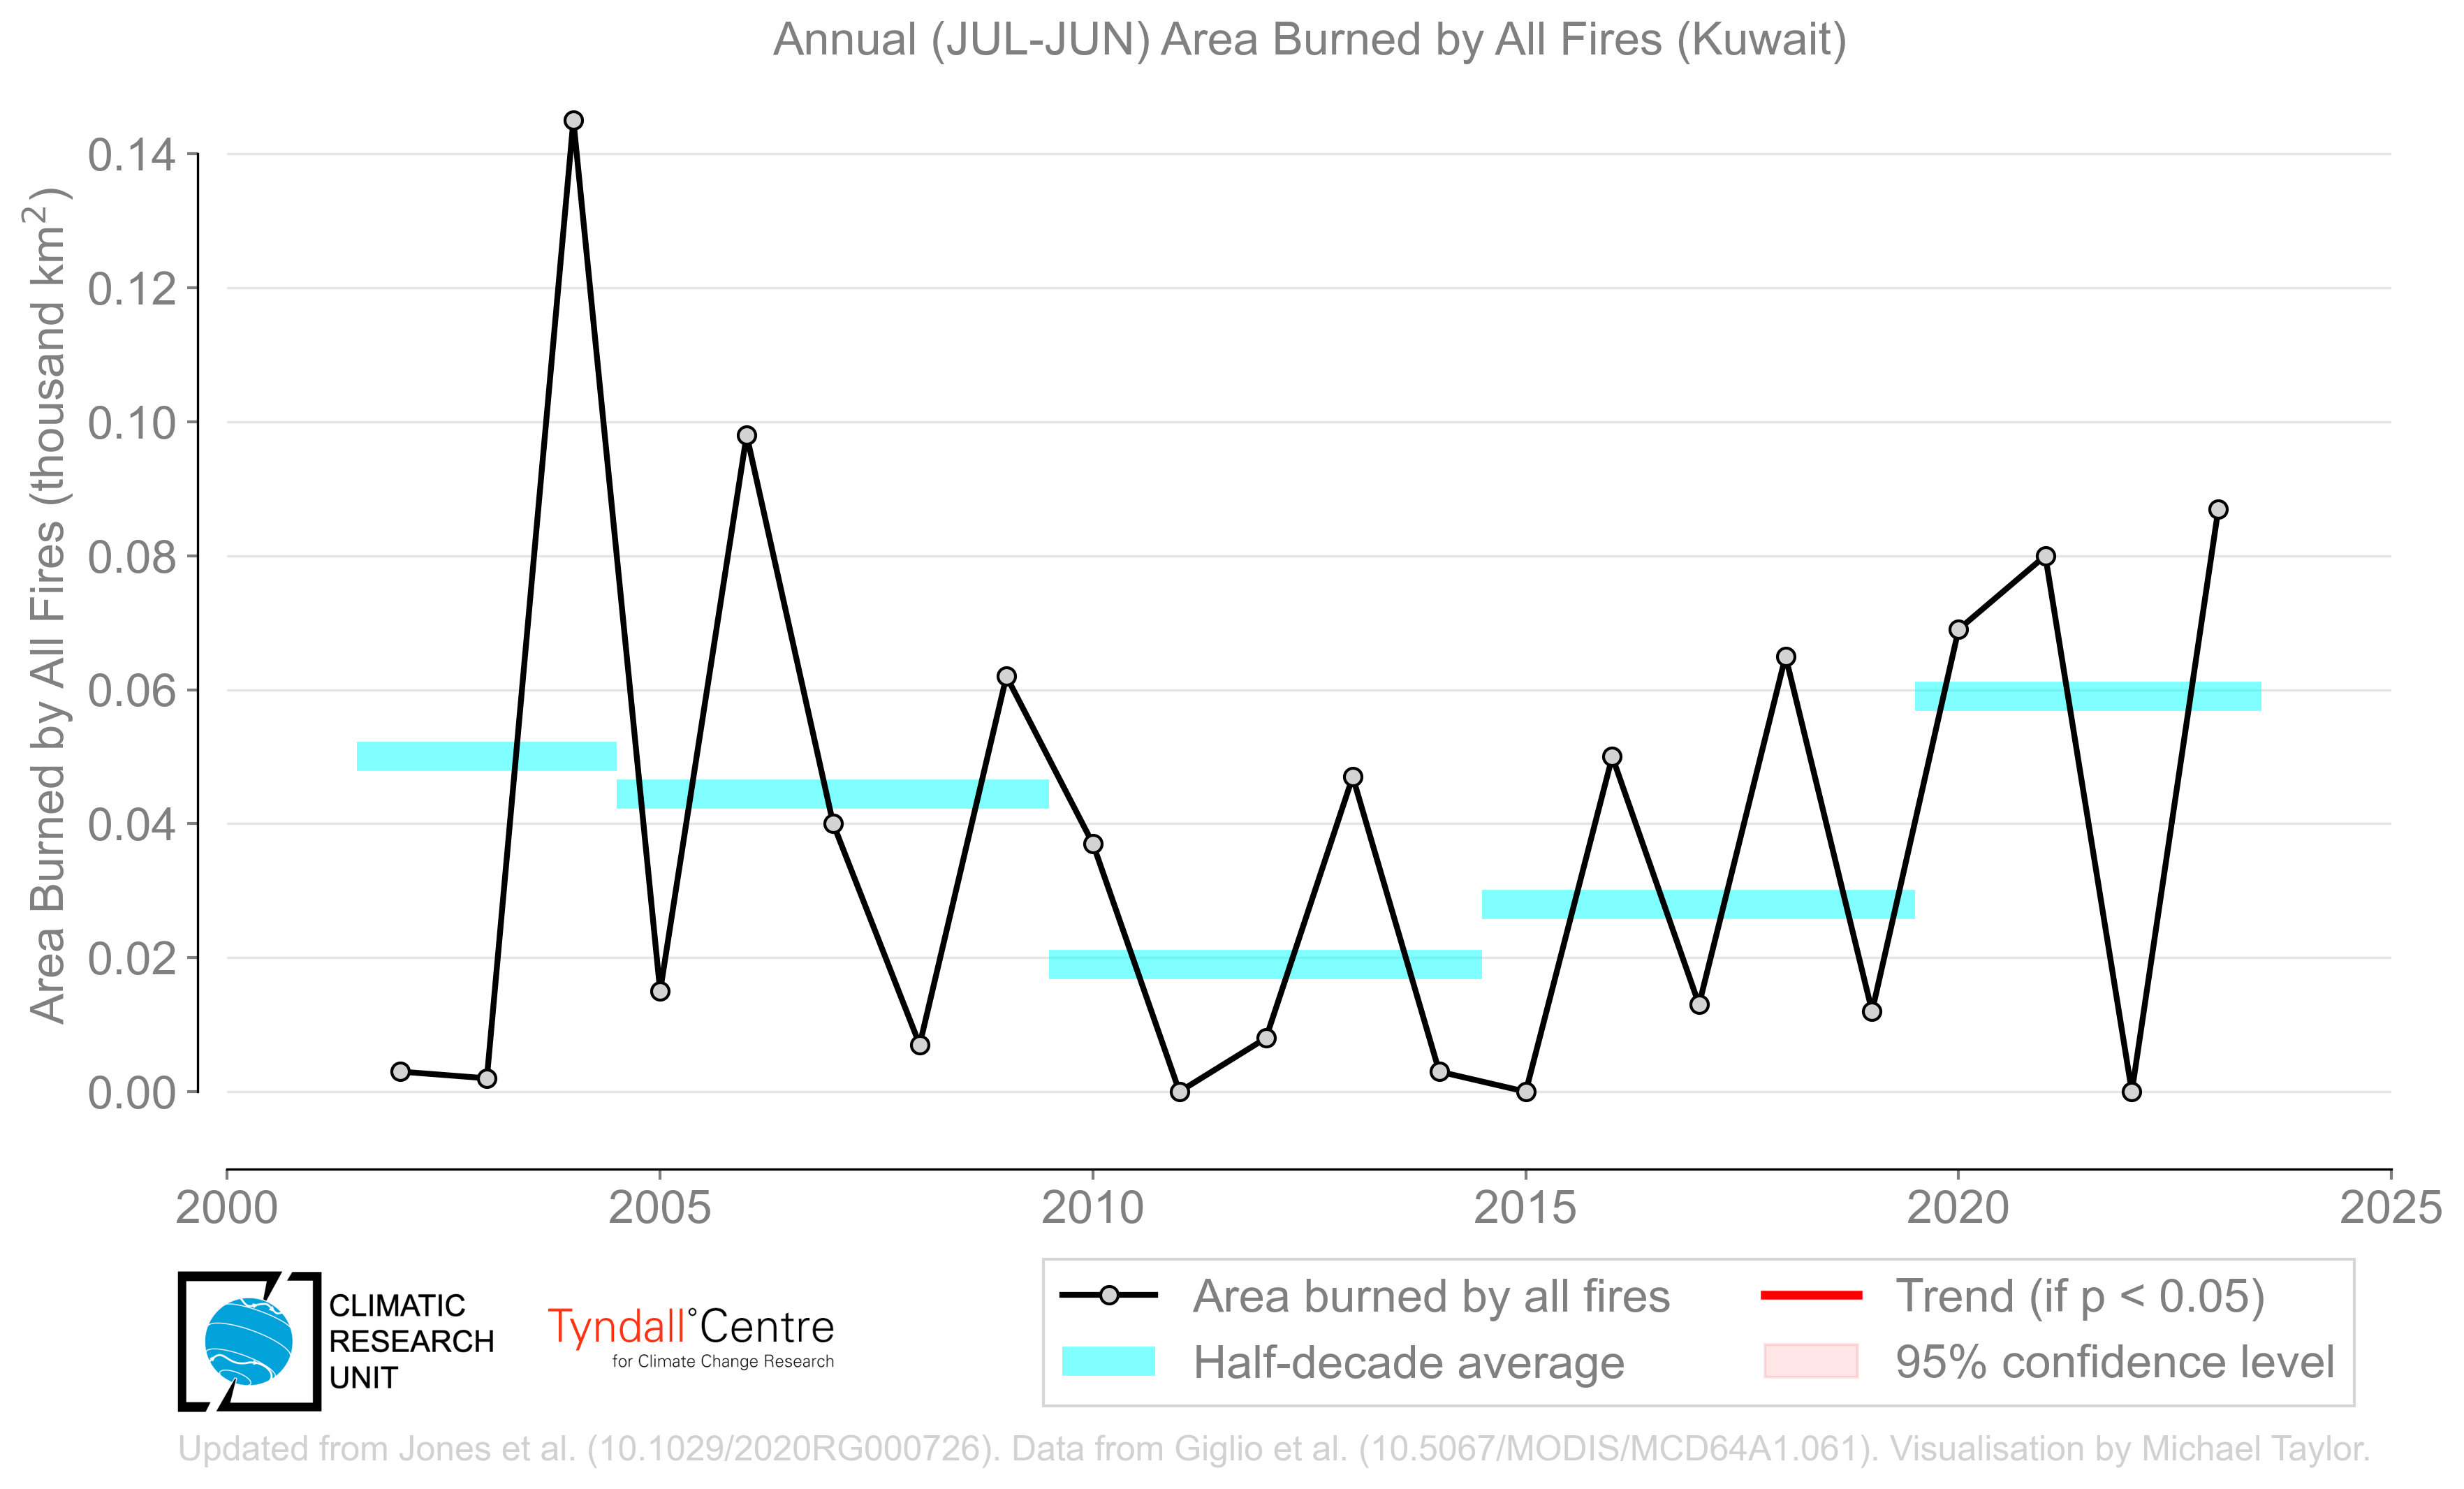 Annual (JUL-JUN) Area Burned by All Fires (Kuwait)
Area Burned by All Fires (thousand km²)
0.14
0.12
0.10
0.08
0.06
0.04
0.02
0.00
2000 2005 2010 2015 2020 2025
CLIMATIC
RESEARCH
UNIT
Tyndall°Centre
for Climate Change Research
Area burned by all fires
Half-decade average
Trend (if p < 0.05)
95% confidence level
Updated from Jones et al. (10.1029/2020RG000726). Data from Giglio et al. (10.5067/MODIS/MCD64A1.061). Visualisation by Michael Taylor.